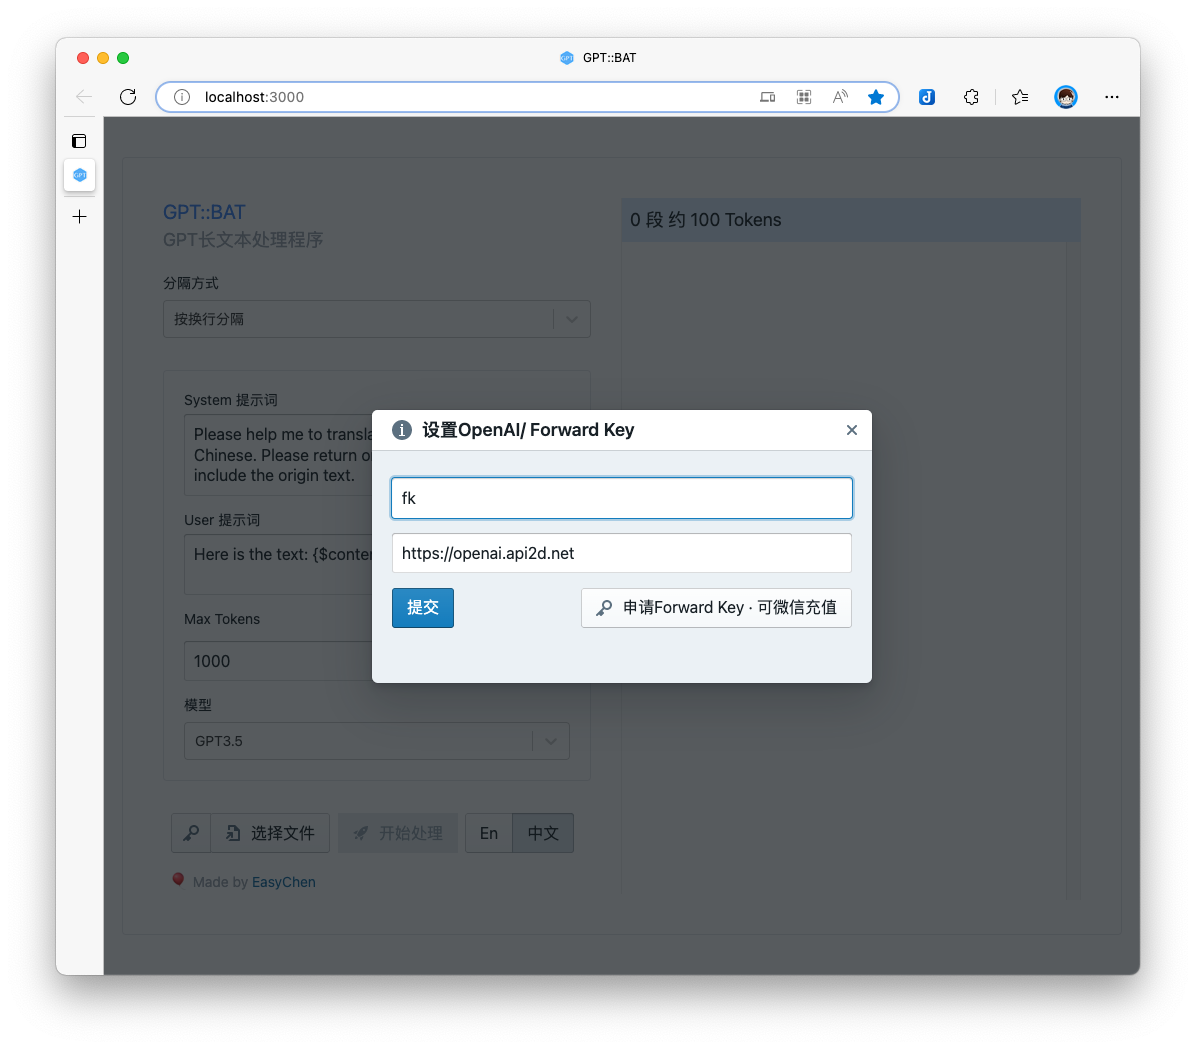 GPT::BAT
localhost:3000
GPT::BAT
GPT长文本处理程序
分隔方式
按换行分隔
System 提示词
Please help me to transla
Chinese. Please return o
include the origin text.
User 提示词
Here is the text: {$conter
Max Tokens
1000
模型
GPT3.5
选择文件
开始处理
En
中文
Made by EasyChen
0 段 约 100 Tokens
设置OpenAI/ Forward Key
fk
https://openai.api2d.net
提交
申请Forward Key · 可微信充值